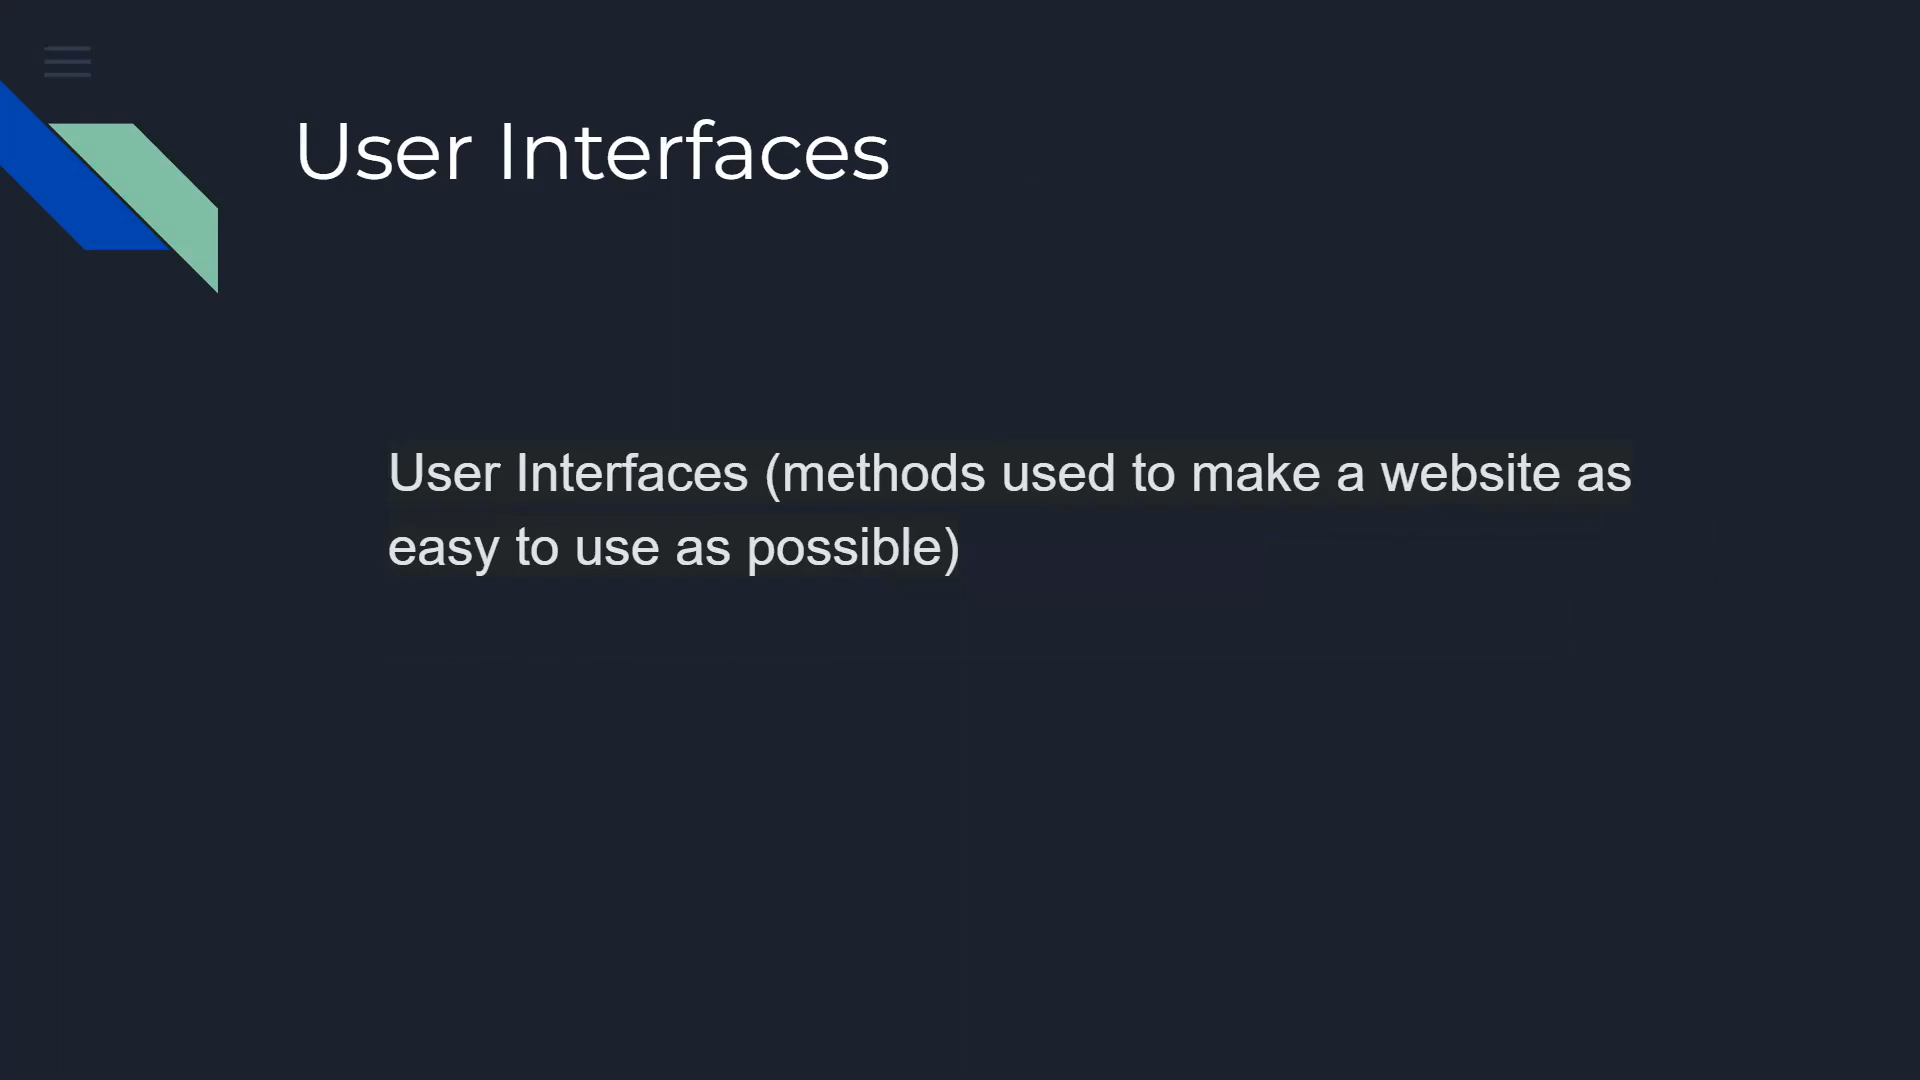 User Interfaces
User Interfaces (methods used to make a website as
easy to use as possible)